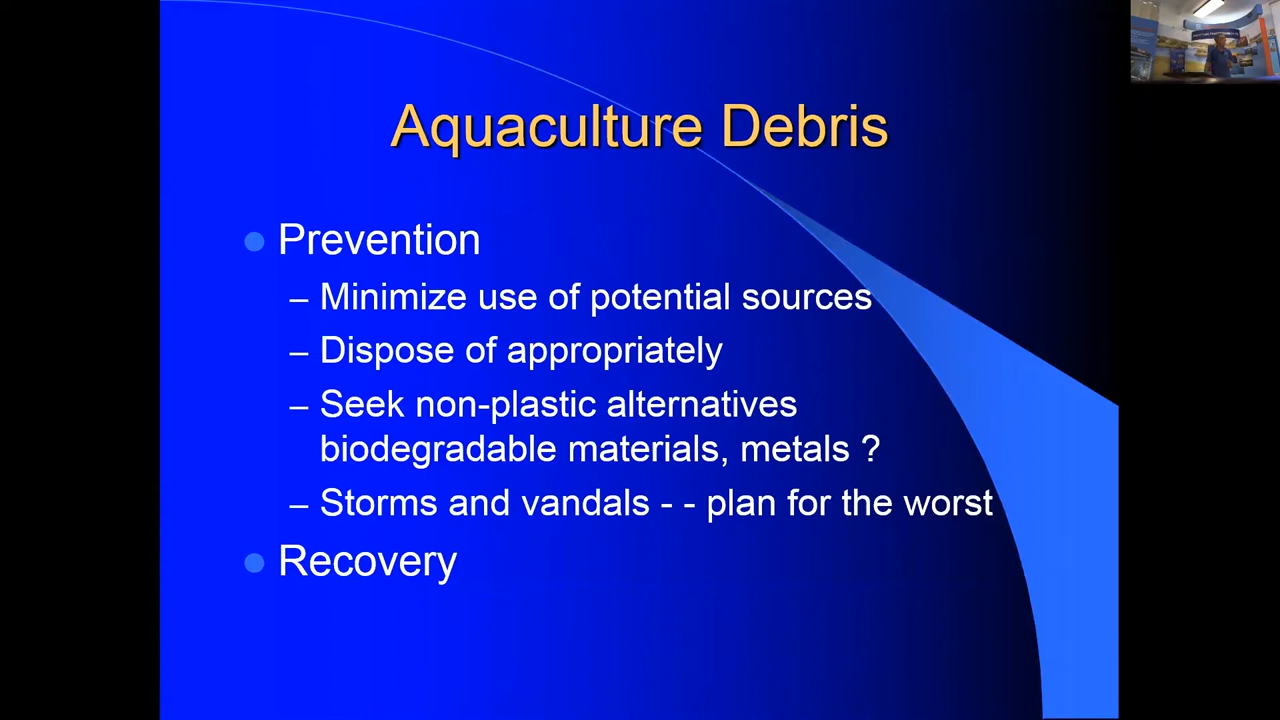 Aquaculture Debris
Prevention
– Minimize use of potential sources
– Dispose of appropriately
– Seek non-plastic alternatives
biodegradable materials, metals ?
– Storms and vandals - - plan for the worst
Recovery